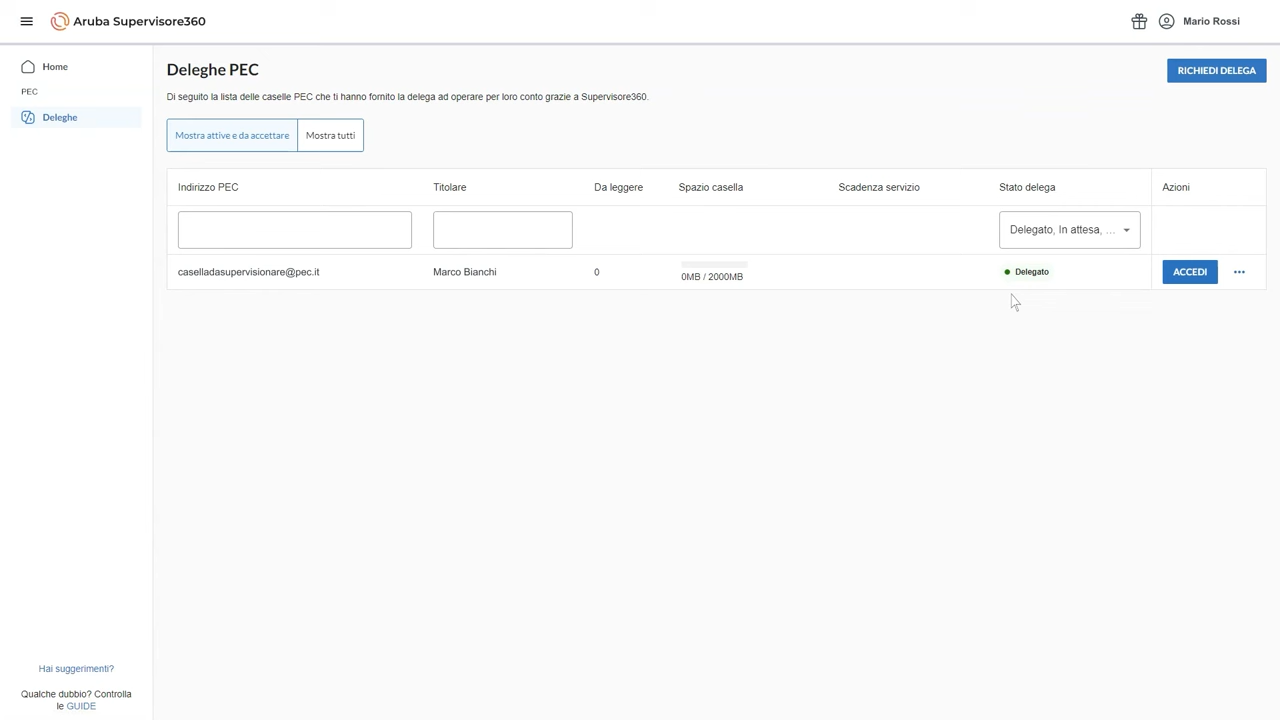 Aruba Supervisore360
Mario Rossi
Home
PEC
Deleghe
Deleghe PEC
RICHIEDI DELEGA
Di seguito la lista delle caselle PEC che ti hanno fornito la delega ad operare per loro conto grazie a Supervisore360.
Mostra attive e da accettare
Mostra tutti
Indirizzo PEC
Titolare
Da leggere
Spazio casella
Scadenza servizio
Stato delega
Azioni
Delegato, In attesa, ...
caselladasupervisionare@pec.it
Marco Bianchi
0
0MB / 2000MB
Delegato
ACCEDI
Hai suggerimenti?
Qualche dubbio? Controlla
le GUIDE